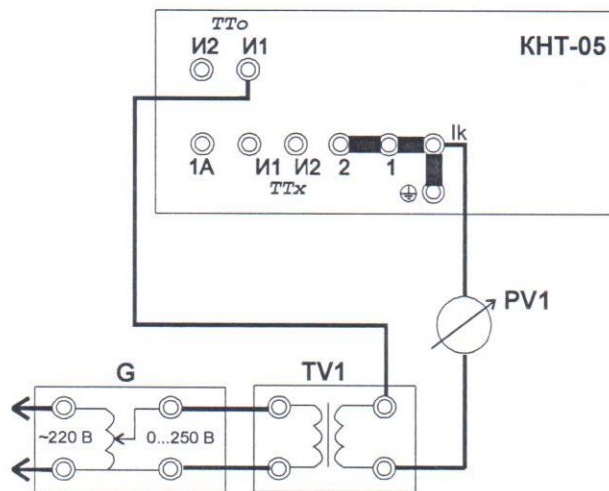 ТТо
И2 И1
КНТ-05
Ik
1А И1 И2 2 1
ТТх
PV1
G
TV1
~220 В
0...250 В